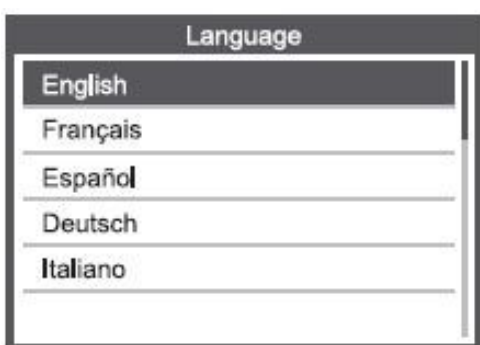 Language
English
Français
Español
Deutsch
Italiano